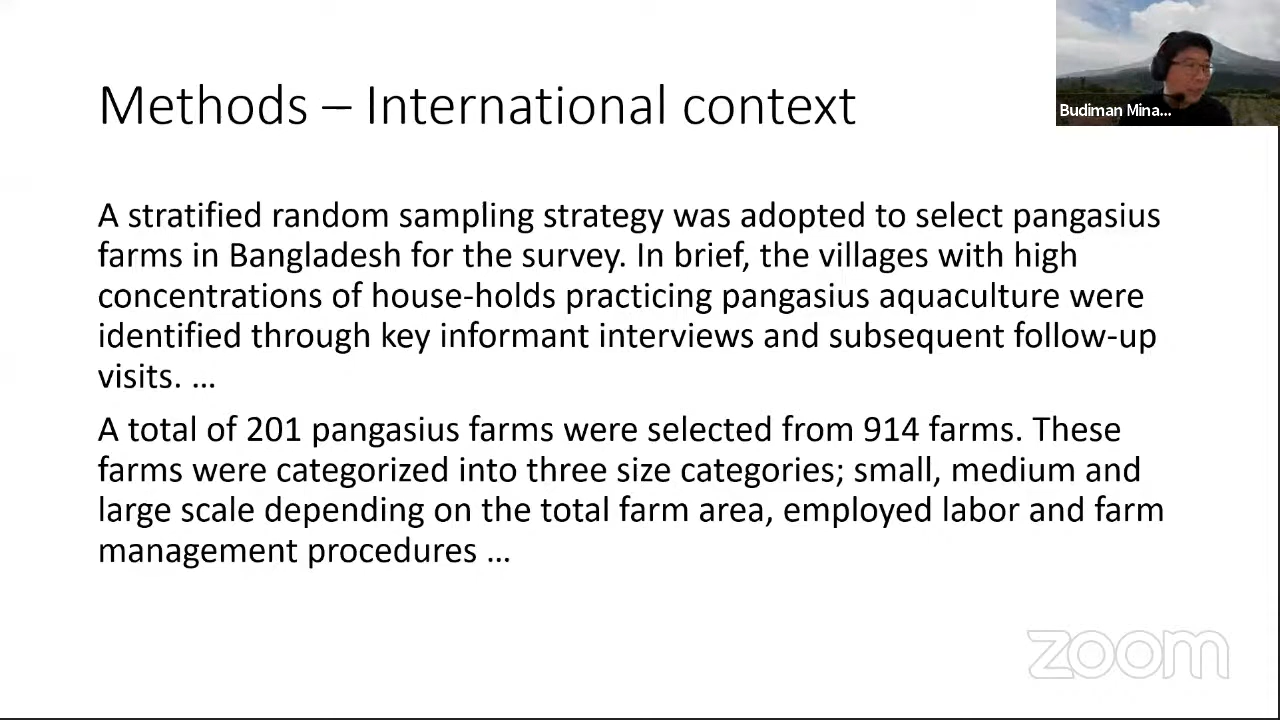 Methods – International context
Budiman Mina...
A stratified random sampling strategy was adopted to select pangasius
farms in Bangladesh for the survey. In brief, the villages with high
concentrations of house-holds practicing pangasius aquaculture were
identified through key informant interviews and subsequent follow-up
visits. …
A total of 201 pangasius farms were selected from 914 farms. These
farms were categorized into three size categories; small, medium and
large scale depending on the total farm area, employed labor and farm
management procedures …
zoom